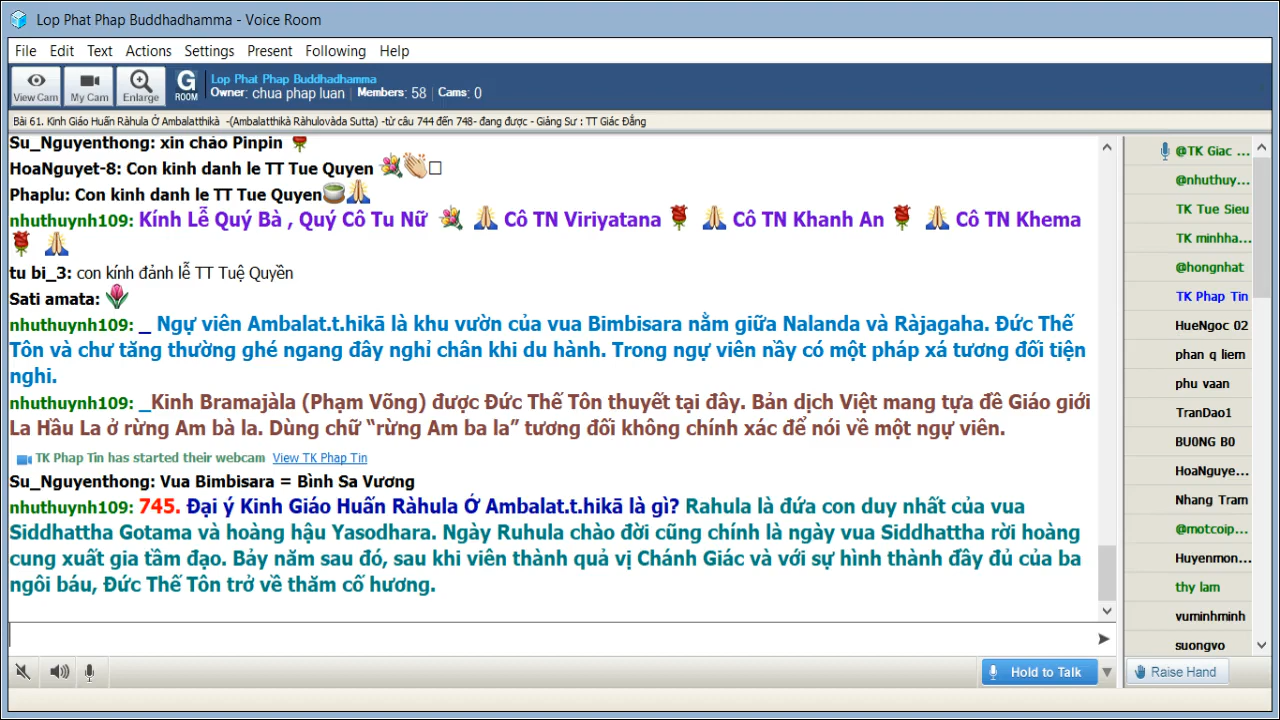 Lop Phat Phap Buddhadhamma - Voice Room
File Edit Text Actions Settings Present Following Help
View Cam My Cam Enlarge G ROOM
Lop Phat Phap Buddhadhamma
Owner: chua phap luan | Members: 58 | Cams: 0
Bài 61. Kinh Giáo Huấn Ràhula Ở Ambalatthikà -(Ambalatthikà Ràhulovàda Sutta) -từ câu 744 đến 748- đang được - Giảng Sư : TT Giác Đẳng
Su_Nguyenthong: xin chào Pinpin 🌹
HoaNguyet-8: Con kinh danh le TT Tue Quyen 💐👏□
Phaplu: Con kinh danh le TT Tue Quyen🍵🙏
nhuthuynh109: Kính Lễ Quý Bà , Quý Cô Tu Nữ 💐 🙏 Cô TN Viriyatana 🌹 🙏 Cô TN Khanh An 🌹 🙏 Cô TN Khema
🌹 🙏
tu bi_3: con kính đảnh lễ TT Tuệ Quyền
Sati amata: 🌷
nhuthuynh109: _ Ngự viên Ambalat.t.hikā là khu vườn của vua Bimbisara nằm giữa Nalanda và Ràjagaha. Đức Thế
Tôn và chư tăng thường ghé ngang đây nghỉ chân khi du hành. Trong ngự viên nầy có một pháp xá tương đối tiện
nghi.
nhuthuynh109: _Kinh Bramajàla (Phạm Võng) được Đức Thế Tôn thuyết tại đây. Bản dịch Việt mang tựa đề Giáo giới
La Hầu La ở rừng Am bà la. Dùng chữ “rừng Am ba la” tương đối không chính xác để nói về một ngự viên.
TK Phap Tin has started their webcam View TK Phap Tin
Su_Nguyenthong: Vua Bimbisara = Bình Sa Vương
nhuthuynh109: 745. Đại ý Kinh Giáo Huấn Ràhula Ở Ambalat.t.hikā là gì? Rahula là đứa con duy nhất của vua
Siddhattha Gotama và hoàng hậu Yasodhara. Ngày Ruhula chào đời cũng chính là ngày vua Siddhattha rời hoàng
cung xuất gia tầm đạo. Bảy năm sau đó, sau khi viên thành quả vị Chánh Giác và với sự hình thành đầy đủ của ba
ngôi báu, Đức Thế Tôn trở về thăm cố hương.
@TK Giac ...
@nhuthuy...
TK Tue Sieu
TK minhha...
@hongnhat
TK Phap Tin
HueNgoc 02
phan q liem
phu vaan
TranDao1
BU0NG B0
HoaNguye...
Nhang Tram
@motcoip...
Huyenmon...
thy lam
vuminhminh
suongvo
Hold to Talk
Raise Hand